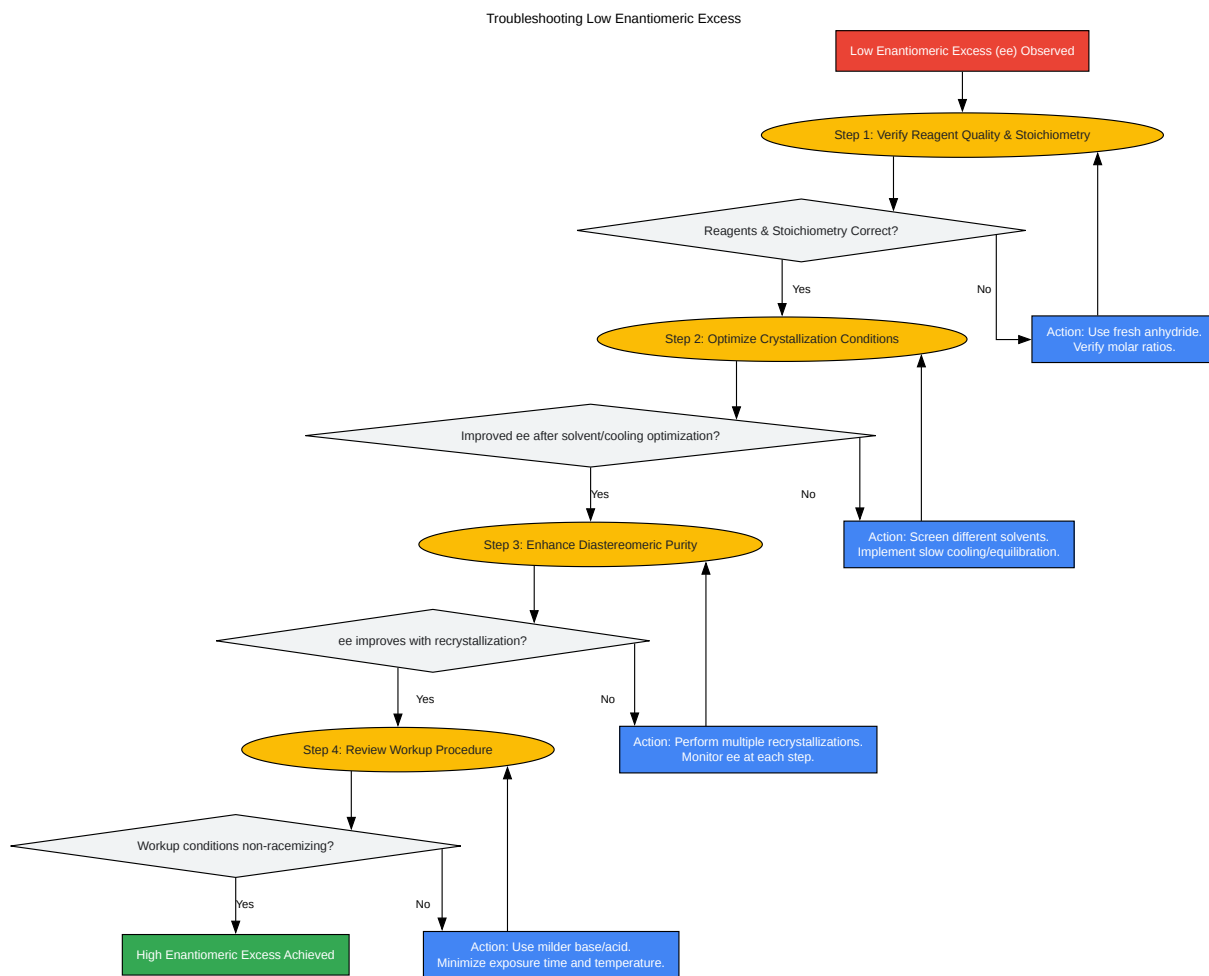 Troubleshooting Low Enantiomeric Excess
Low Enantiomeric Excess (ee) Observed
Step 1: Verify Reagent Quality & Stoichiometry
Reagents & Stoichiometry Correct?
Yes
No
Action: Use fresh anhydride.
Verify molar ratios.
Step 2: Optimize Crystallization Conditions
Improved ee after solvent/cooling optimization?
Yes
No
Action: Screen different solvents.
Implement slow cooling/equilibration.
Step 3: Enhance Diastereomeric Purity
ee improves with recrystallization?
Yes
No
Action: Perform multiple recrystallizations.
Monitor ee at each step.
Step 4: Review Workup Procedure
Workup conditions non-racemizing?
Yes
No
Action: Use milder base/acid.
Minimize exposure time and temperature.
High Enantiomeric Excess Achieved